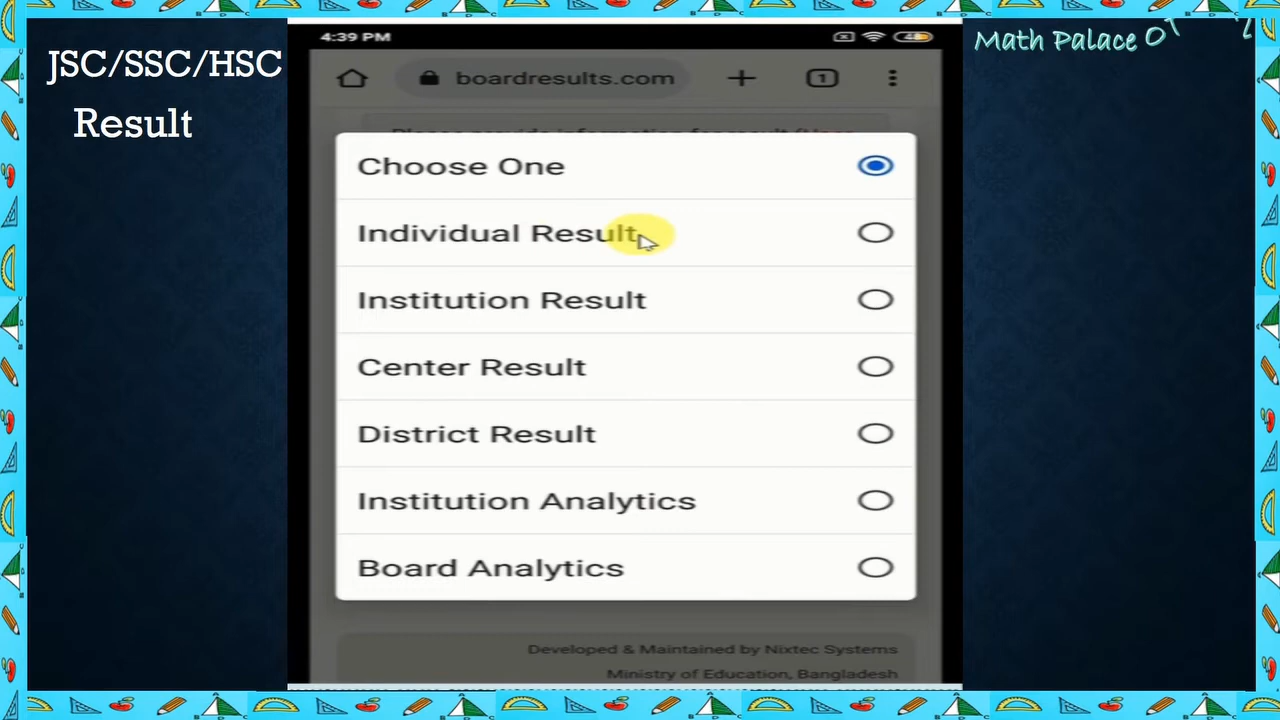 JSC/SSC/HSC
Result
Math Palace
4:39 PM
boardresults.com
1
Choose One
Individual Result
Institution Result
Center Result
District Result
Institution Analytics
Board Analytics
Developed & Maintained by Nixtec Systems
Ministry of Education, Bangladesh